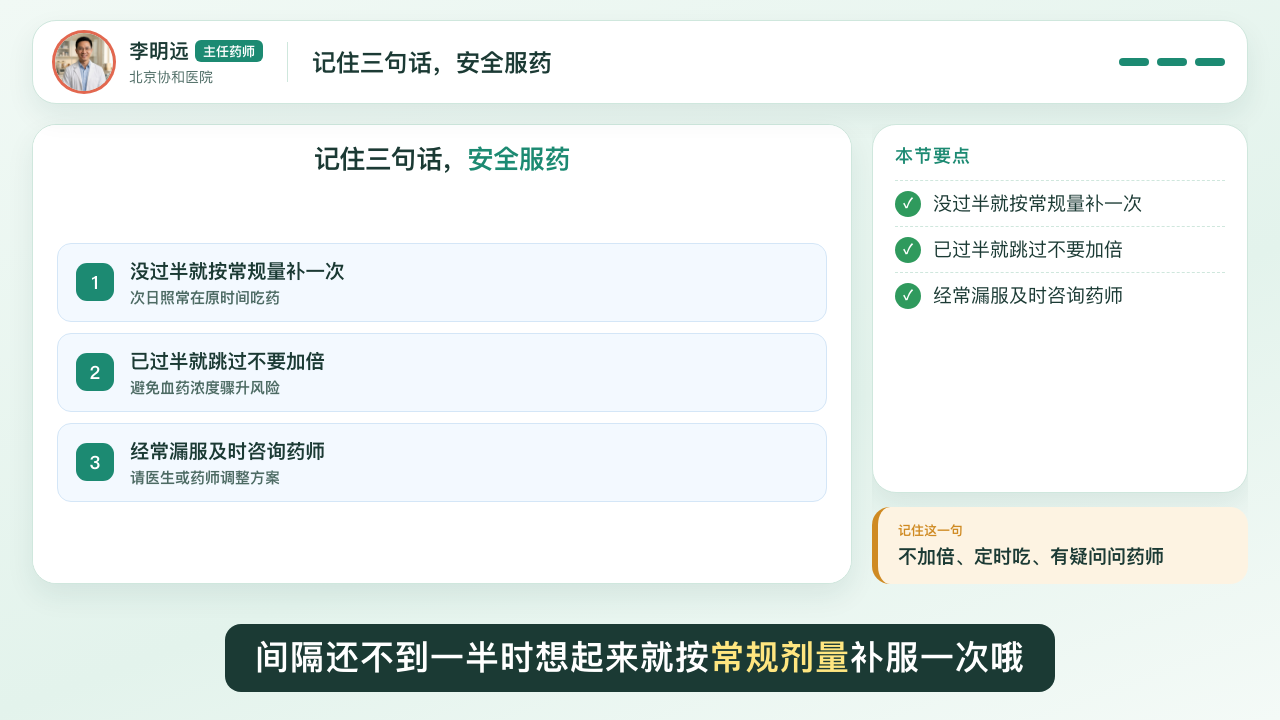 李明远 主任药师
北京协和医院
记住三句话，安全服药
记住三句话，安全服药
1
没过半就按常规量补一次
次日照常在原时间吃药
2
已过半就跳过不要加倍
避免血药浓度骤升风险
3
经常漏服及时咨询药师
请医生或药师调整方案
本节要点
✓ 没过半就按常规量补一次
✓ 已过半就跳过不要加倍
✓ 经常漏服及时咨询药师
记住这一句
不加倍、定时吃、有疑问问药师
间隔还不到一半时想起来就按常规剂量补服一次哦